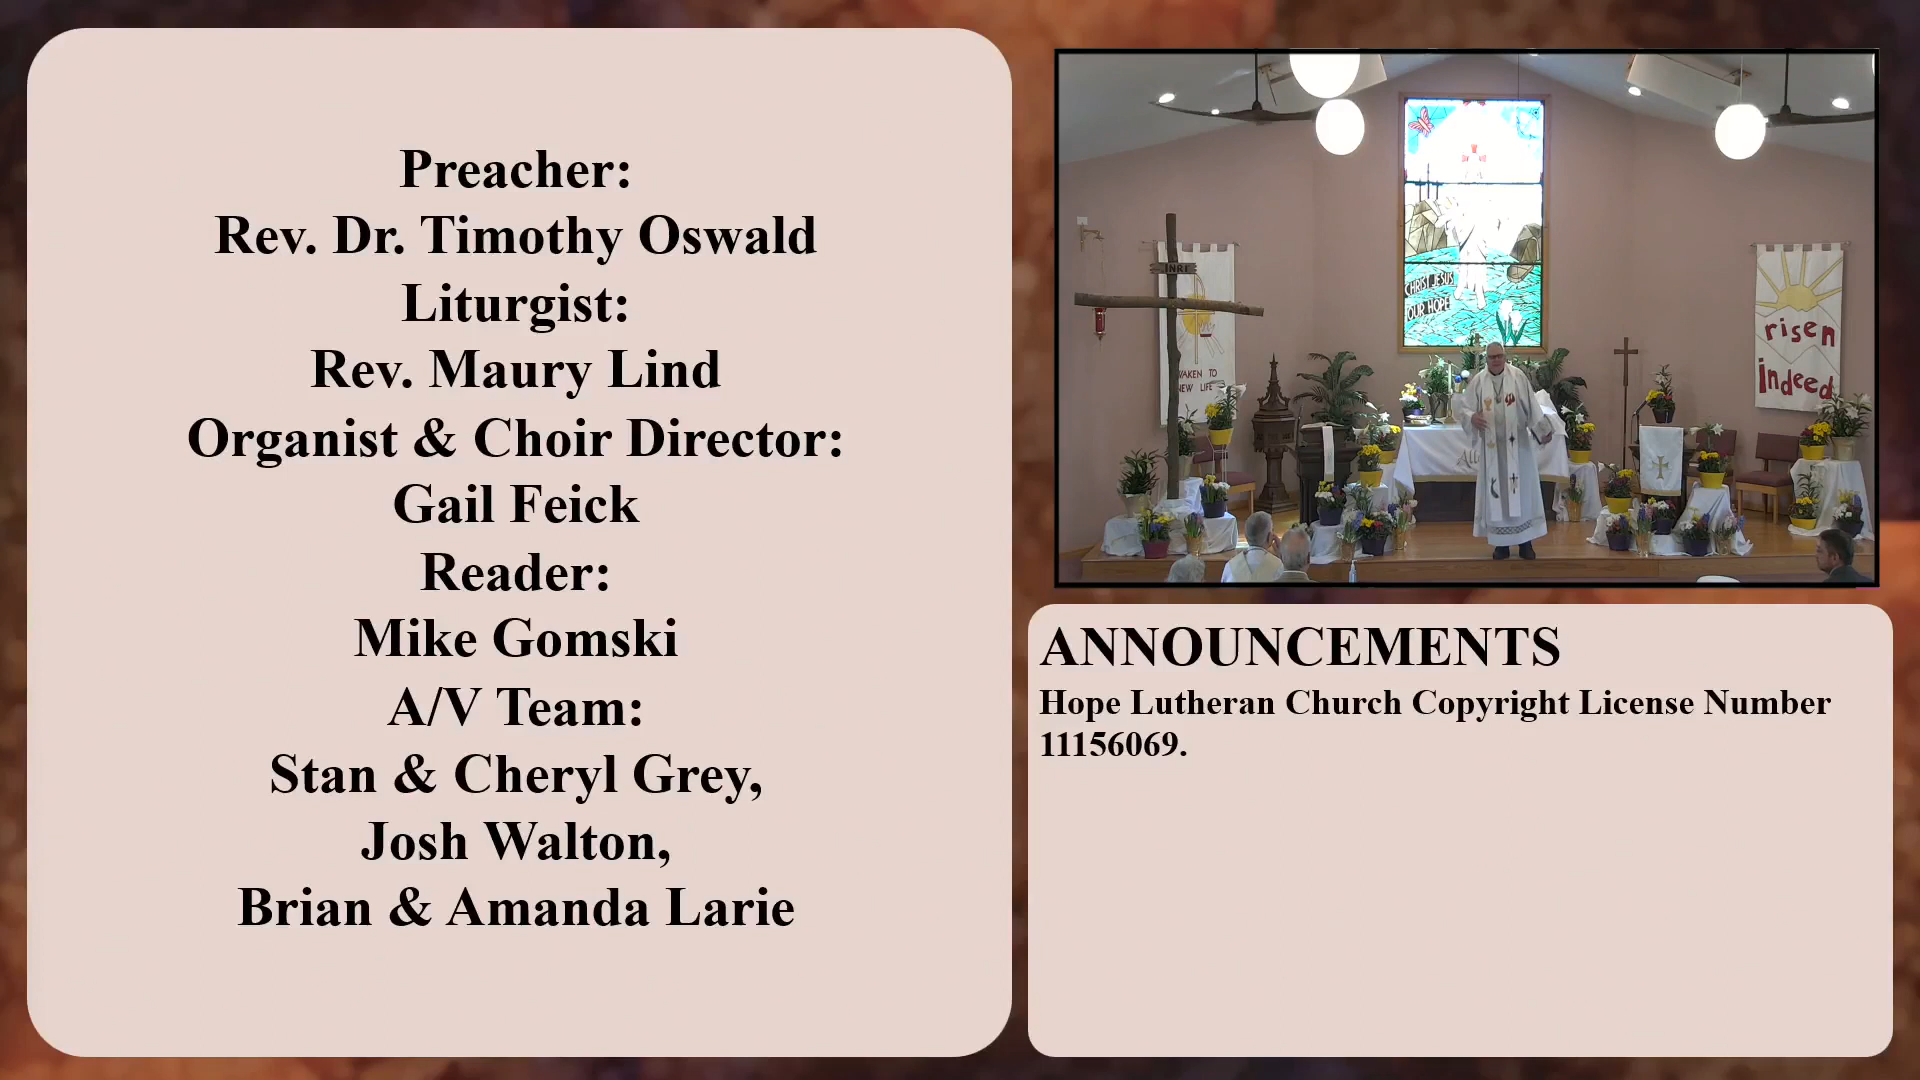 Preacher:
Rev. Dr. Timothy Oswald
Liturgist:
Rev. Maury Lind
Organist & Choir Director:
Gail Feick
Reader:
Mike Gomski
A/V Team:
Stan & Cheryl Grey,
Josh Walton,
Brian & Amanda Larie
INRI
CHRIST JESUS
OUR HOPE
risen
indeed
NEW LIFE
ANNOUNCEMENTS
Hope Lutheran Church Copyright License Number
11156069.